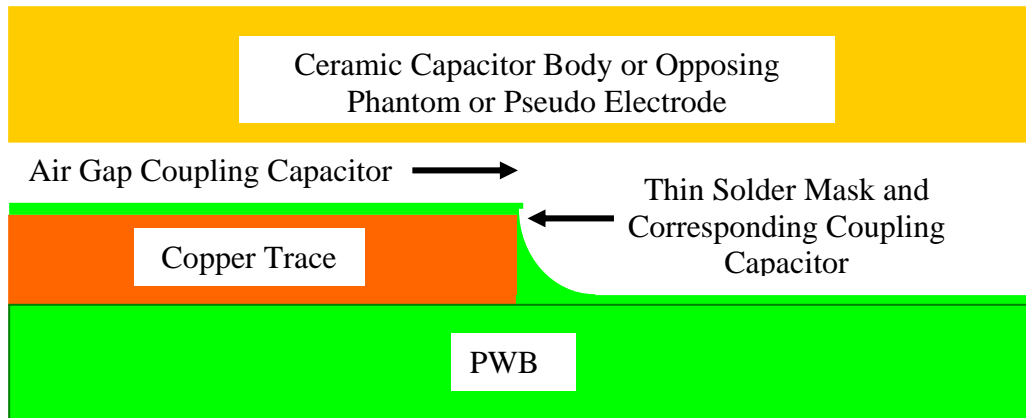 Ceramic Capacitor Body or Opposing
Phantom or Pseudo Electrode
Air Gap Coupling Capacitor
Thin Solder Mask and
Corresponding Coupling
Capacitor
Copper Trace
PWB